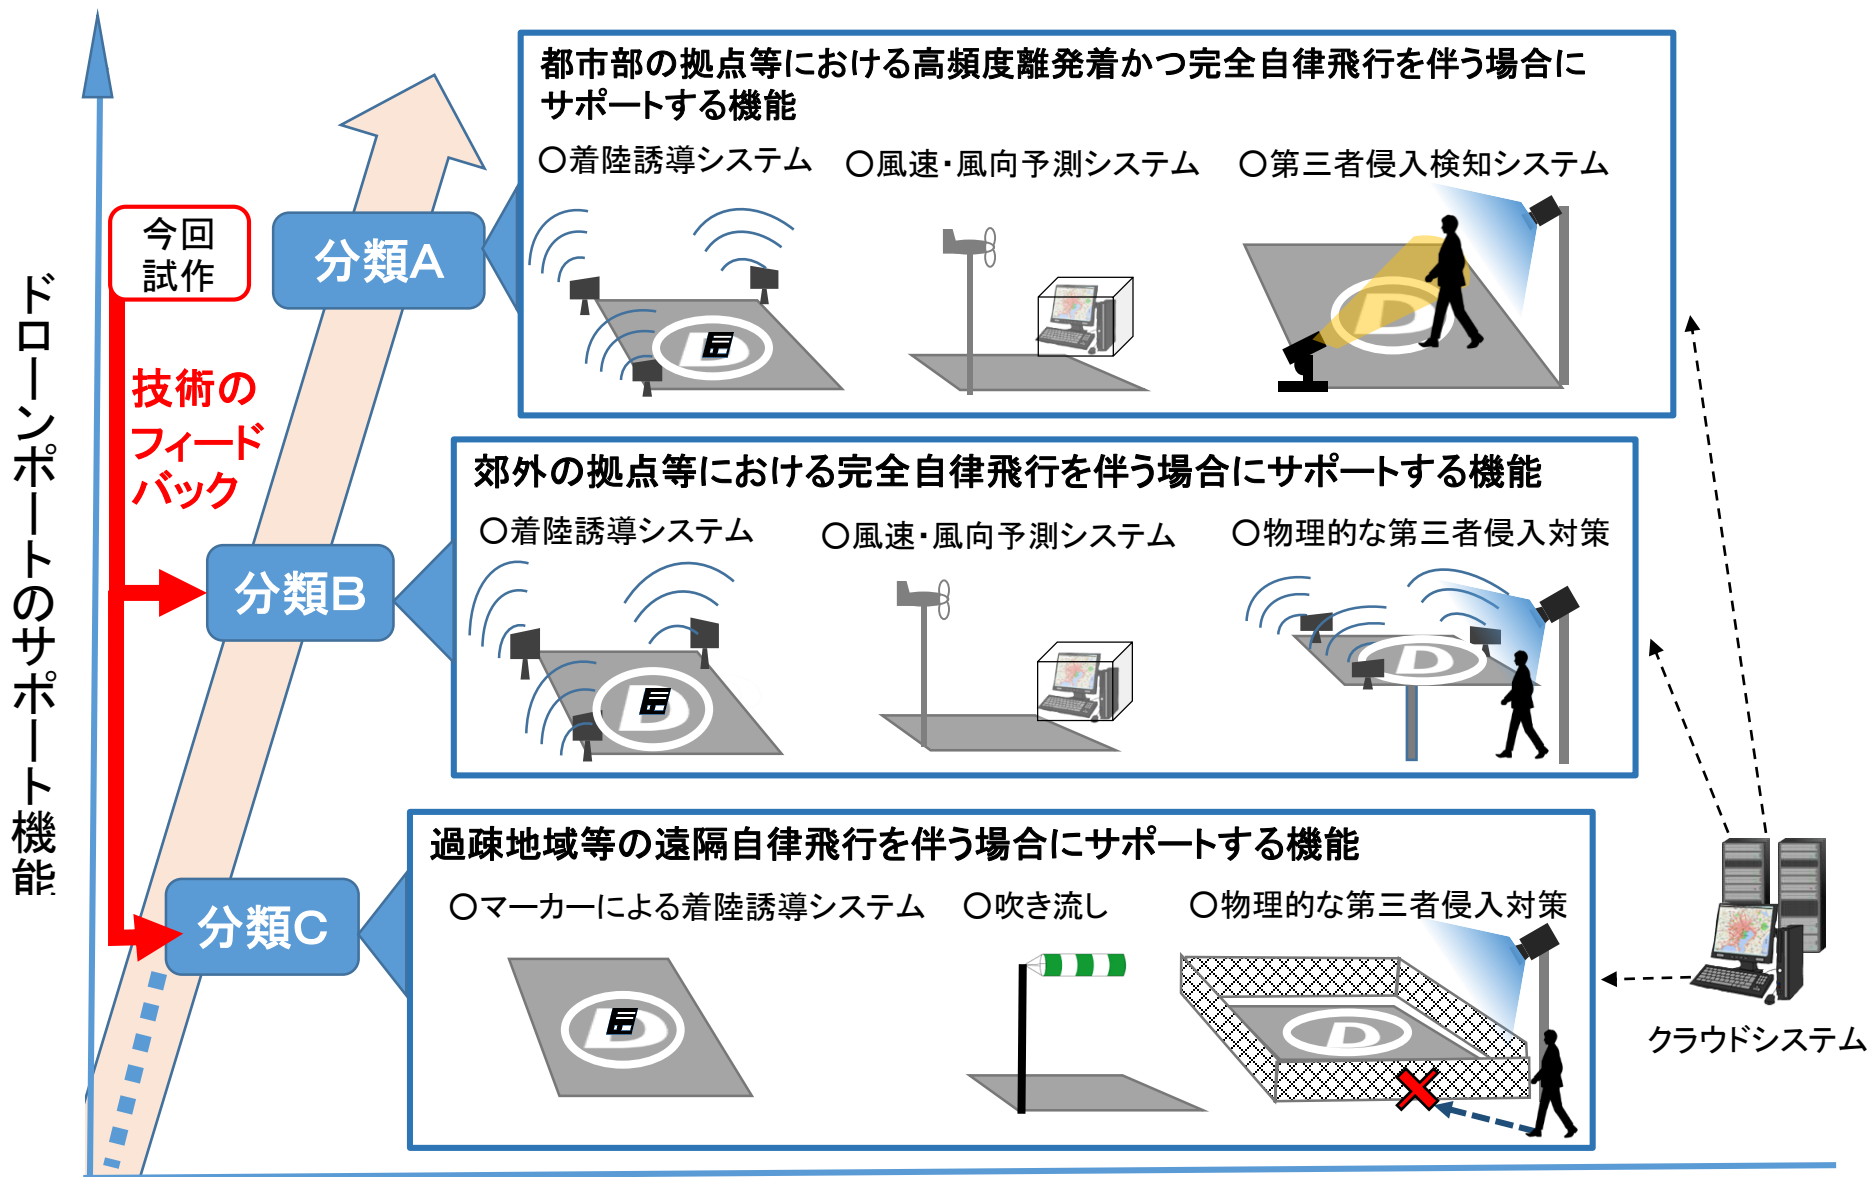 ドローンポートのサポート機能
今回
試作
技術の
フィード
バック
分類A
都市部の拠点等における高頻度離発着かつ完全自律飛行を伴う場合に
サポートする機能
○着陸誘導システム
○風速・風向予測システム
○第三者侵入検知システム
D
D
分類B
郊外の拠点等における完全自律飛行を伴う場合にサポートする機能
○着陸誘導システム
○風速・風向予測システム
○物理的な第三者侵入対策
D
D
分類C
過疎地域等の遠隔自律飛行を伴う場合にサポートする機能
○マーカーによる着陸誘導システム
○吹き流し
○物理的な第三者侵入対策
D
D
クラウドシステム